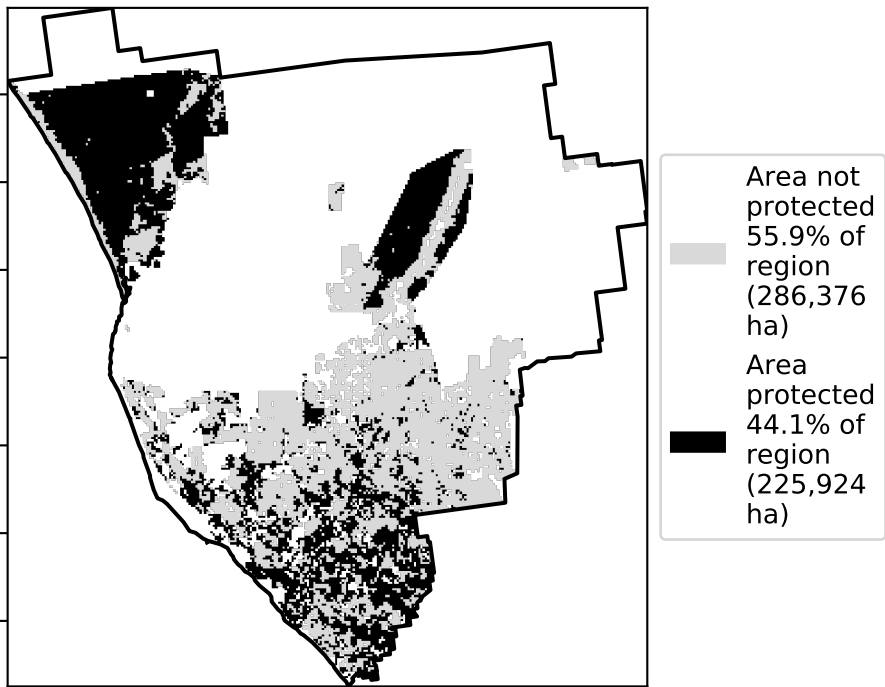 Area not
protected
55.9% of
region
(286,376
ha)
Area
protected
44.1% of
region
(225,924
ha)